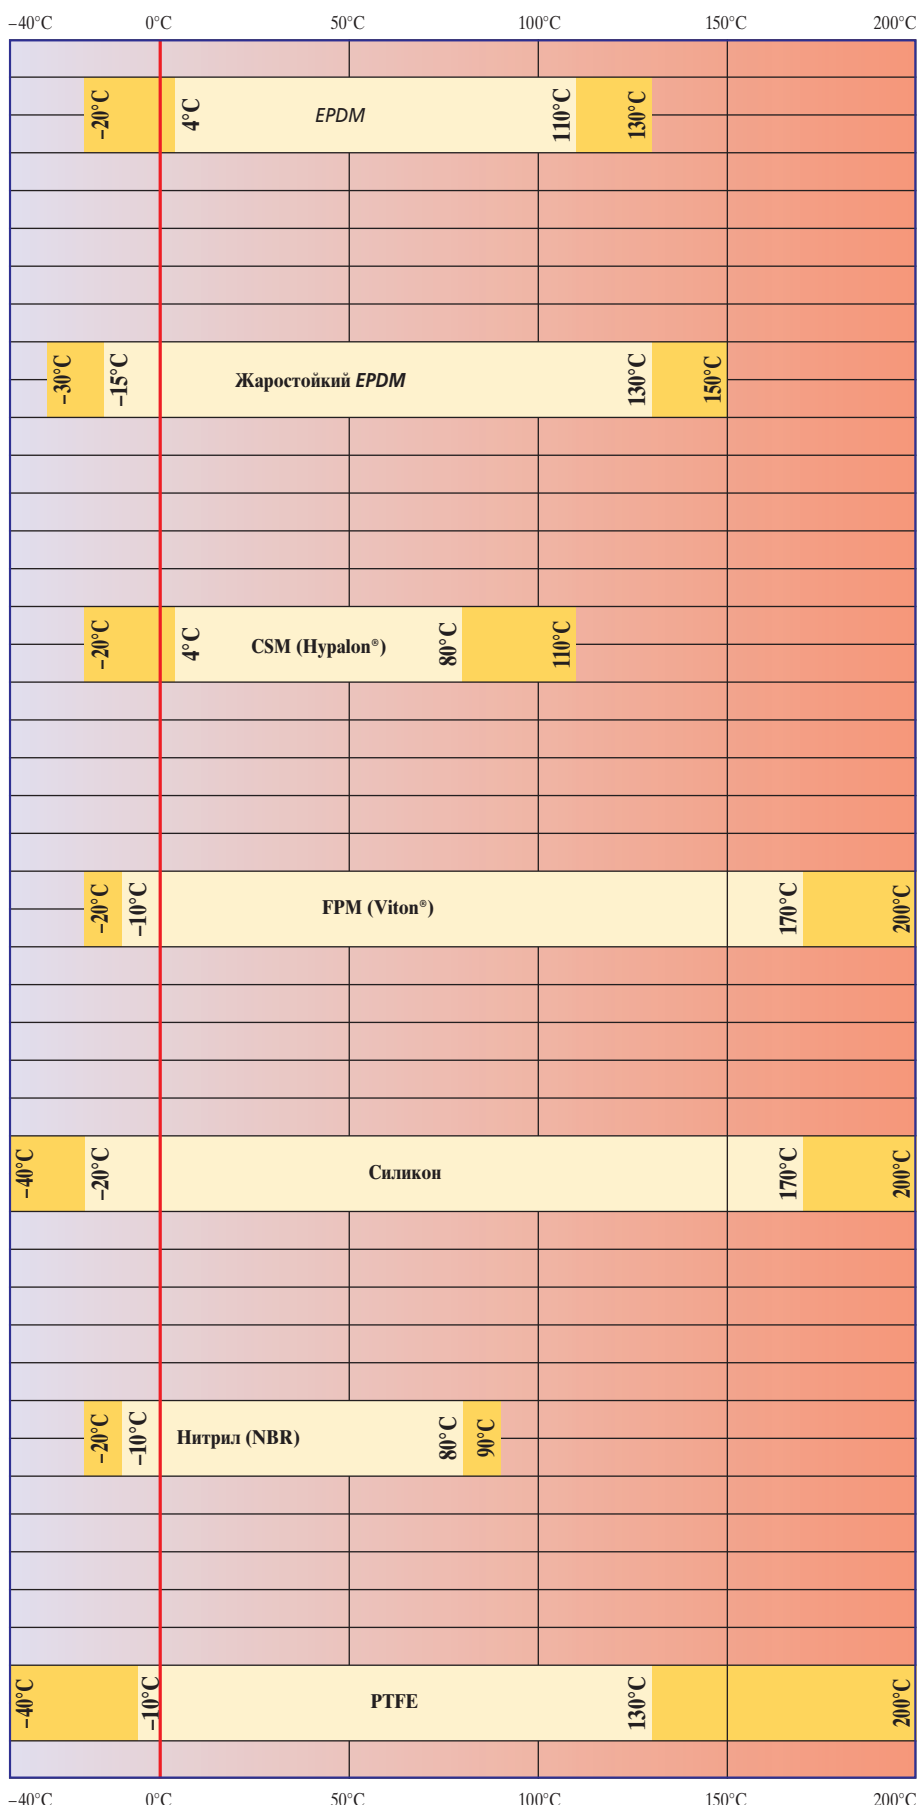 −40°C 0°C 50°C 100°C 150°C 200°C
−20°C 4°C EPDM 110°C 130°C
−30°C −15°C Жаростойкий EPDM 130°C 150°C
−20°C 4°C CSM (Hypalon®) 80°C 110°C
−20°C −10°C FPM (Viton®) 170°C 200°C
−40°C −20°C Силикон 170°C 200°C
−20°C −10°C Нитрил (NBR) 80°C 90°C
−40°C −10°C PTFE 130°C 200°C
−40°C 0°C 50°C 100°C 150°C 200°C